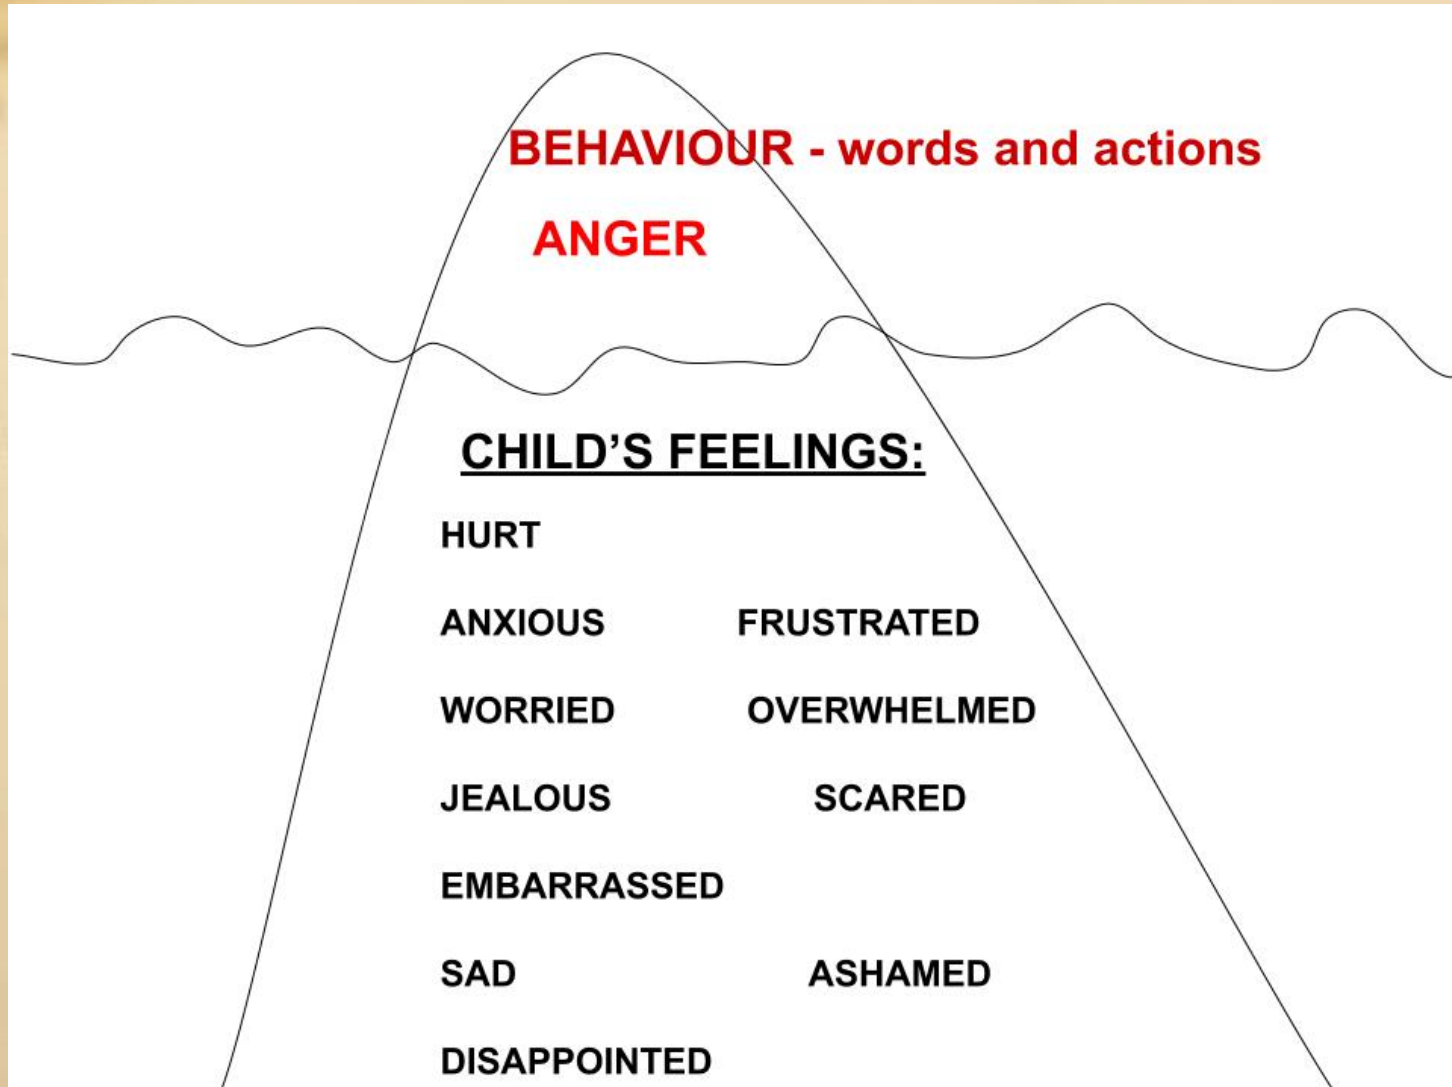 BEHAVIOUR - words and actions
ANGER
CHILD’S FEELINGS:
HURT
ANXIOUS FRUSTRATED
WORRIED OVERWHELMED
JEALOUS SCARED
EMBARRASSED
SAD ASHAMED
DISAPPOINTED